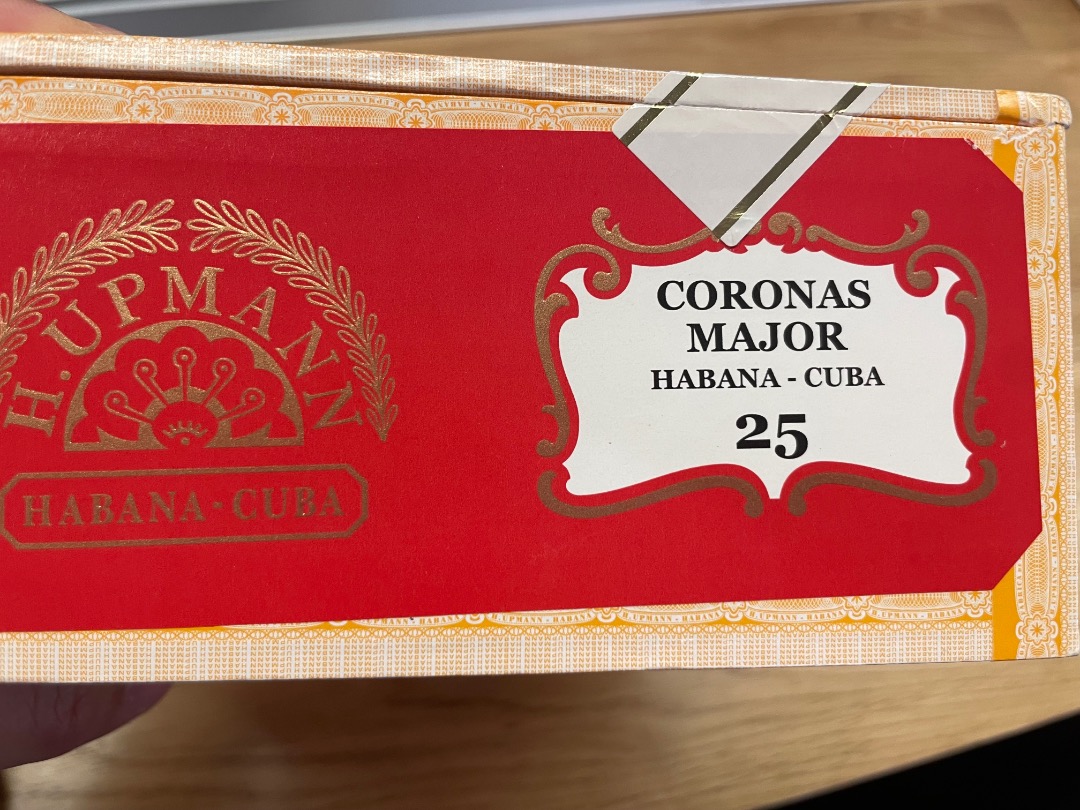 H. UPMANN
HABANA · CUBA
CORONAS
MAJOR
HABANA - CUBA
25